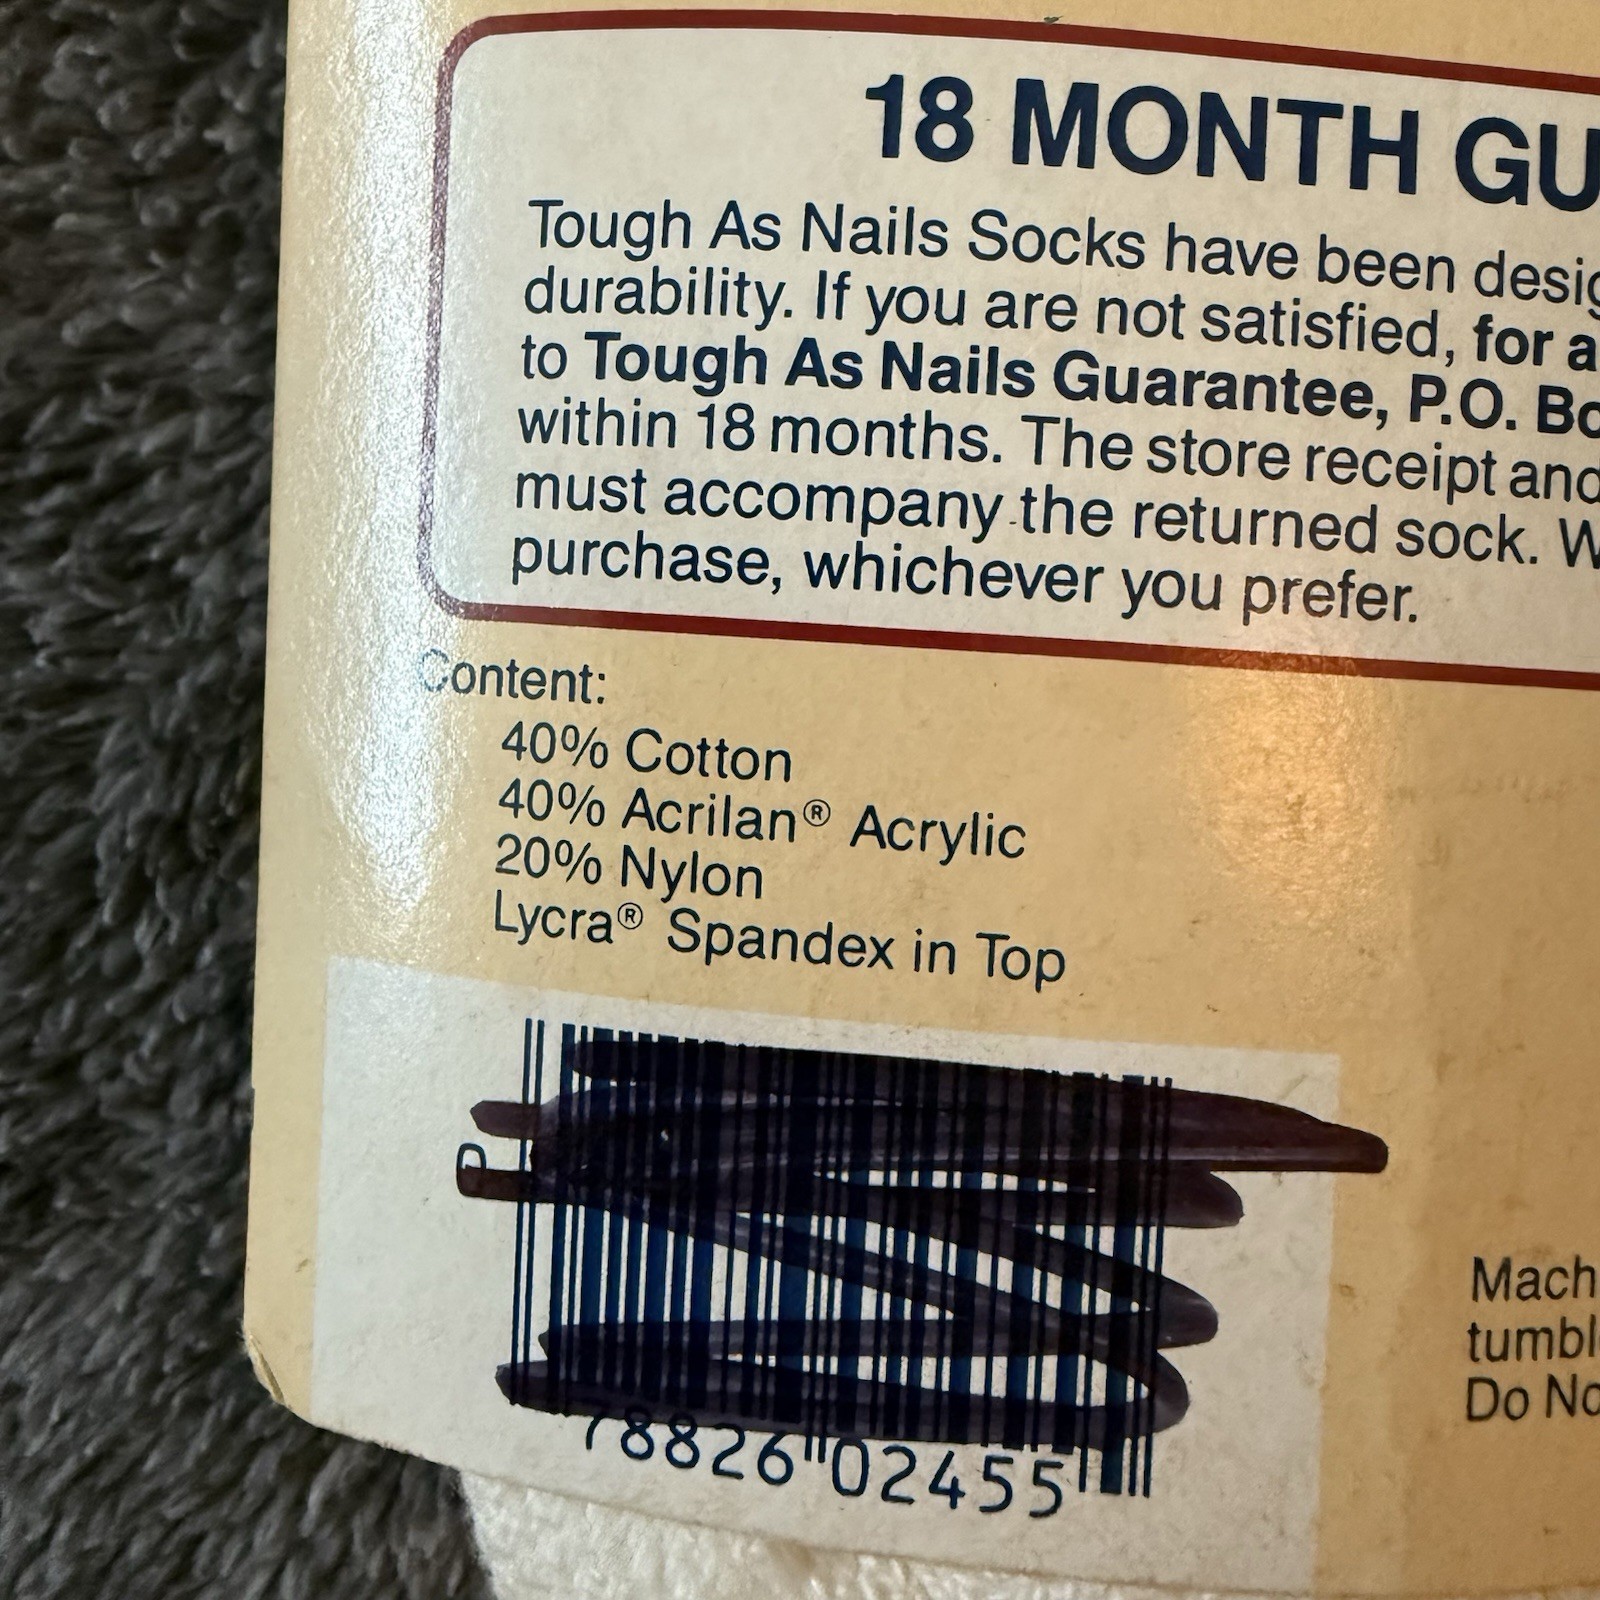 18 MONTH GU
Tough As Nails Socks have been desig
durability. If you are not satisfied, for a
to Tough As Nails Guarantee, P.O. Bo
within 18 months. The store receipt and
must accompany the returned sock. W
purchase, whichever you prefer.
Content:
40% Cotton
40% Acrilan® Acrylic
20% Nylon
Lycra® Spandex in Top
78826 02455
Mach
tumbl
Do No